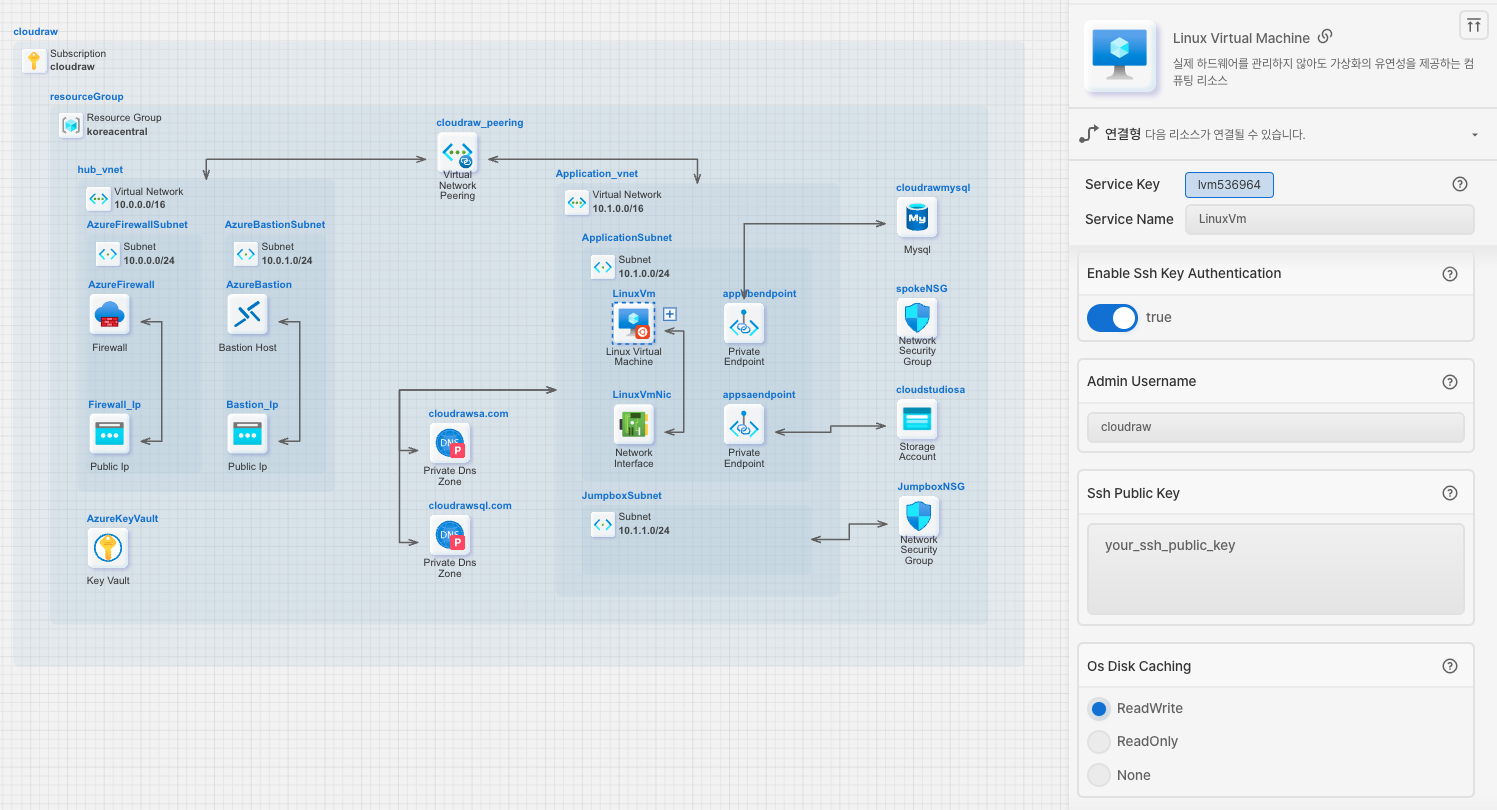 cloudraw
Subscription
cloudraw
resourceGroup
Resource Group
koreacentral
cloudraw_peering
Virtual
Network
Peering
hub_vnet
Virtual Network
10.0.0.0/16
AzureFirewallSubnet
Subnet
10.0.0.0/24
AzureBastionSubnet
Subnet
10.0.1.0/24
AzureFirewall
Firewall
AzureBastion
Bastion Host
Firewall_Ip
Public Ip
Bastion_Ip
Public Ip
AzureKeyVault
Key Vault
cloudrawsa.com
DNS
P
Private Dns
Zone
cloudrawsql.com
DNS
P
Private Dns
Zone
Application_vnet
Virtual Network
10.1.0.0/16
ApplicationSubnet
Subnet
10.1.0.0/24
LinuxVm
Linux Virtual
Machine
Private
Endpoint
LinuxVmNic
Network
Interface
appsaendpoint
Private
Endpoint
JumpboxSubnet
Subnet
10.1.1.0/24
cloudrawmysql
My
Mysql
spokeNSG
Network
Security
Group
cloudstudiosa
Storage
Account
JumpboxNSG
Network
Security
Group
Linux Virtual Machine
실제 하드웨어를 관리하지 않아도 가상화의 유연성을 제공하는 컴
퓨팅 리소스
연결형 다음 리소스가 연결될 수 있습니다.
Service Key lvm536964 ?
Service Name LinuxVm
Enable Ssh Key Authentication ?
true
Admin Username ?
cloudraw
Ssh Public Key ?
your_ssh_public_key
Os Disk Caching ?
ReadWrite
ReadOnly
None